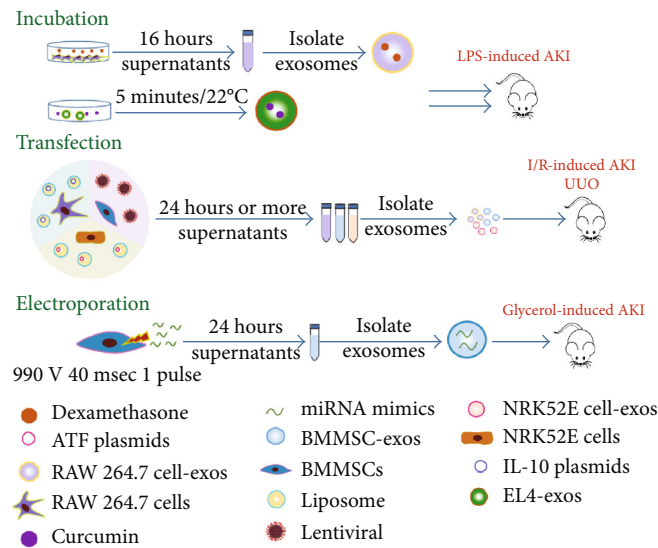 Incubation
16 hours
supernatants
Isolate
exosomes
LPS-induced AKI
5 minutes/22°C
Transfection
24 hours or more
supernatants
Isolate
exosomes
I/R-induced AKI
UUO
Electroporation
24 hours
supernatants
Isolate
exosomes
Glycerol-induced AKI
990 V 40 msec 1 pulse
Dexamethasone
ATF plasmids
RAW 264.7 cell-exos
RAW 264.7 cells
Curcumin
miRNA mimics
BMMSC-exos
BMMSCs
Liposome
Lentiviral
NRK52E cell-exos
NRK52E cells
IL-10 plasmids
EL4-exos